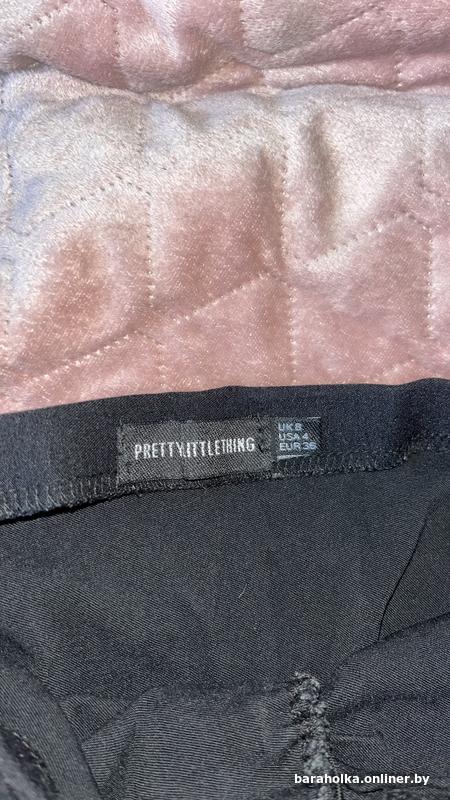 PRETTYLITTLETHING
UK 8
USA 4
EUR 36
baraholka.onliner.by